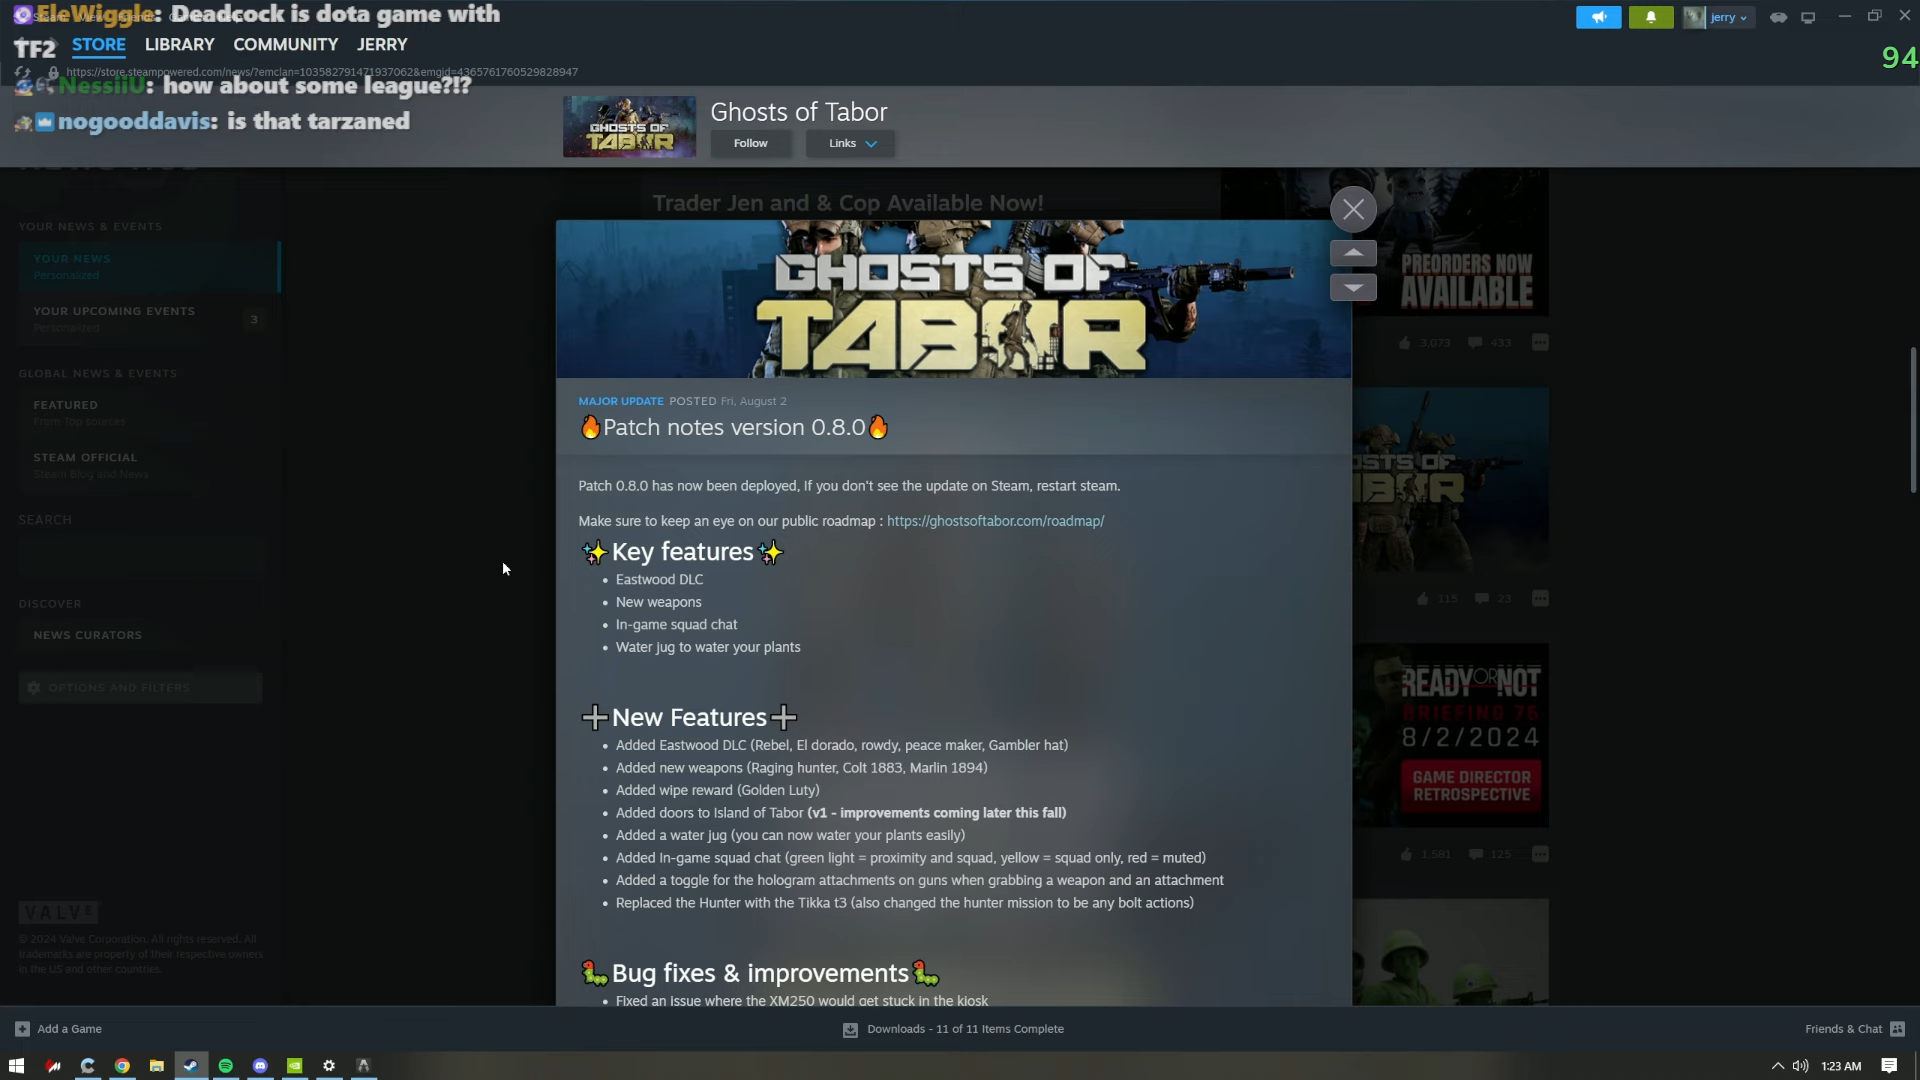 EleWiggle: Deadcock is dota game with
TF2 STORE LIBRARY COMMUNITY JERRY
jerry
94
https://store.steampowered.com/news/?emclan=103582791471937062&emgid=4365761760529828947
NessiiU: how about some league?!?
nogooddavis: is that tarzaned
GHOSTS OF TABOR
Ghosts of Tabor
Follow Links
Trader Jen and & Cop Available Now!
YOUR NEWS & EVENTS
YOUR NEWS
Personalized
YOUR UPCOMING EVENTS
Personalized
3
GLOBAL NEWS & EVENTS
FEATURED
From Top sources
STEAM OFFICIAL
Steam Blog and News
SEARCH
DISCOVER
NEWS CURATORS
OPTIONS AND FILTERS
VALVE
© 2024 Valve Corporation. All rights reserved. All
trademarks are property of their respective owners
in the US and other countries.
GHOSTS OF
TABOR
MAJOR UPDATE POSTED Fri, August 2
🔥Patch notes version 0.8.0🔥
Patch 0.8.0 has now been deployed, If you don't see the update on Steam, restart steam.
Make sure to keep an eye on our public roadmap : https://ghostsoftabor.com/roadmap/
✨Key features✨
• Eastwood DLC
• New weapons
• In-game squad chat
• Water jug to water your plants
➕New Features➕
• Added Eastwood DLC (Rebel, El dorado, rowdy, peace maker, Gambler hat)
• Added new weapons (Raging hunter, Colt 1883, Marlin 1894)
• Added wipe reward (Golden Luty)
• Added doors to Island of Tabor (v1 - improvements coming later this fall)
• Added a water jug (you can now water your plants easily)
• Added In-game squad chat (green light = proximity and squad, yellow = squad only, red = muted)
• Added a toggle for the hologram attachments on guns when grabbing a weapon and an attachment
• Replaced the Hunter with the Tikka t3 (also changed the hunter mission to be any bolt actions)
🐛Bug fixes & improvements🐛
• Fixed an issue where the XM250 would get stuck in the kiosk
PREORDERS NOW
AVAILABLE
3,073 433
115 23
READY OR NOT
BRIEFING 76
8/2/2024
GAME DIRECTOR
RETROSPECTIVE
1,581 125
Add a Game
Downloads - 11 of 11 Items Complete
Friends & Chat
1:23 AM